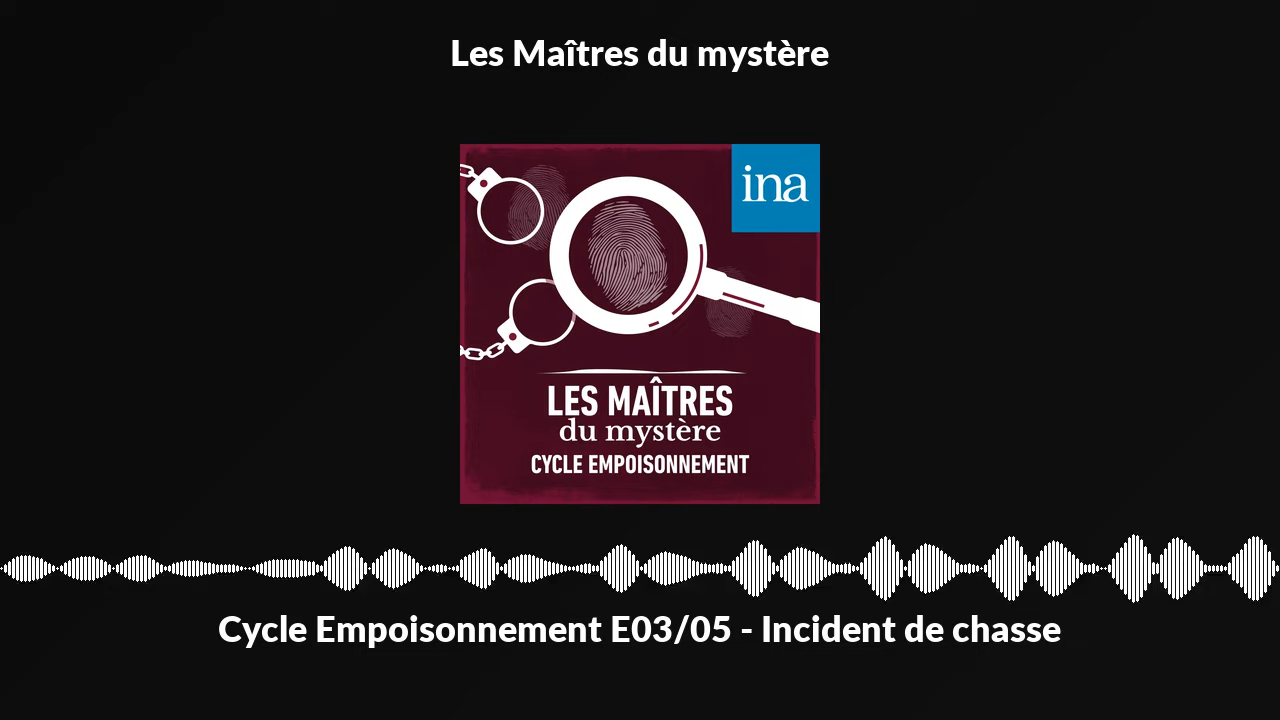 Les Maîtres du mystère
ina
LES MAÎTRES
du mystère
CYCLE EMPOISONNEMENT
Cycle Empoisonnement E03/05 - Incident de chasse